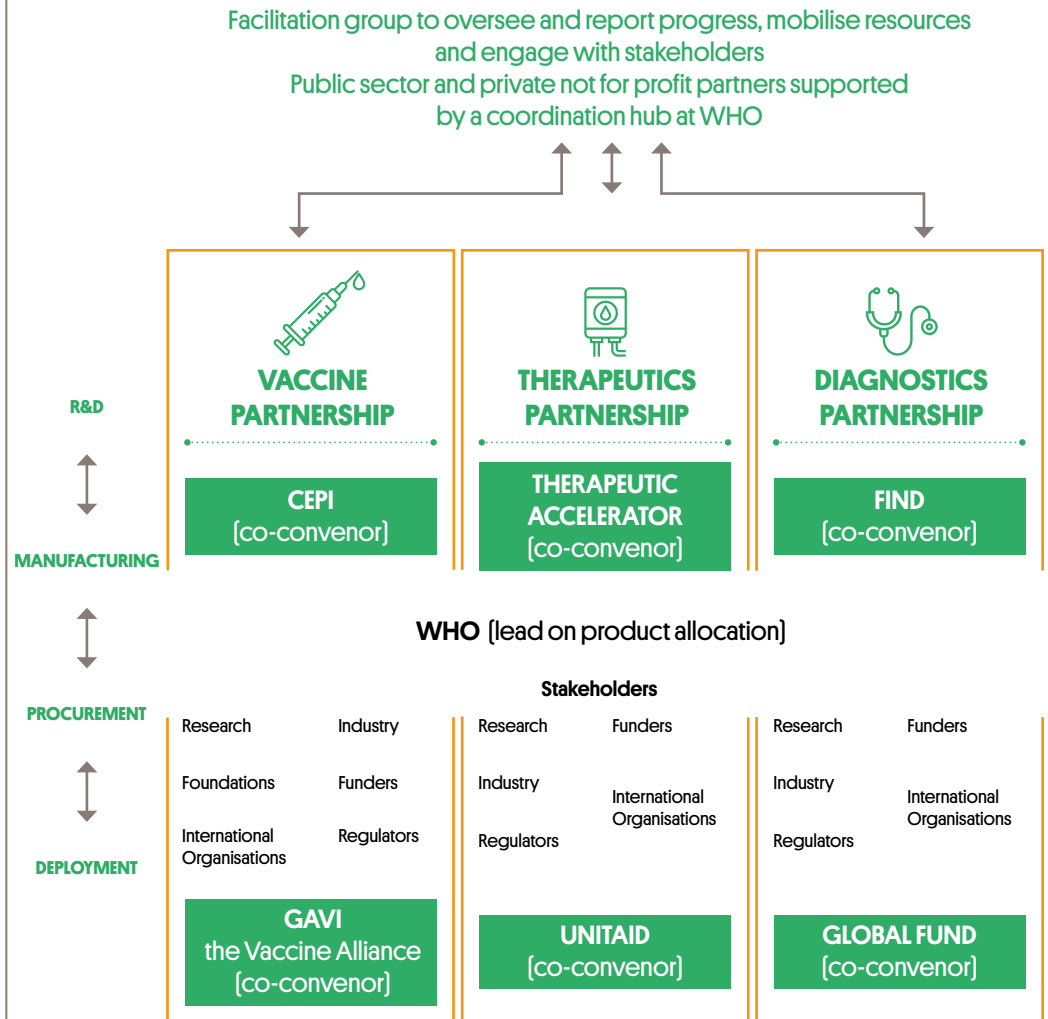 Facilitation group to oversee and report progress, mobilise resources
and engage with stakeholders
Public sector and private not for profit partners supported
by a coordination hub at WHO
VACCINE
PARTNERSHIP
THERAPEUTICS
PARTNERSHIP
DIAGNOSTICS
PARTNERSHIP
R&D
CEPI
(co-convenor)
THERAPEUTIC
ACCELERATOR
(co-convenor)
FIND
(co-convenor)
MANUFACTURING
WHO (lead on product allocation)
Stakeholders
PROCUREMENT
Research
Industry
Foundations
Funders
International
Organisations
Regulators
Research
Funders
Industry
International
Organisations
Regulators
Research
Funders
Industry
International
Organisations
Regulators
DEPLOYMENT
GAVI
the Vaccine Alliance
(co-convenor)
UNITAID
(co-convenor)
GLOBAL FUND
(co-convenor)